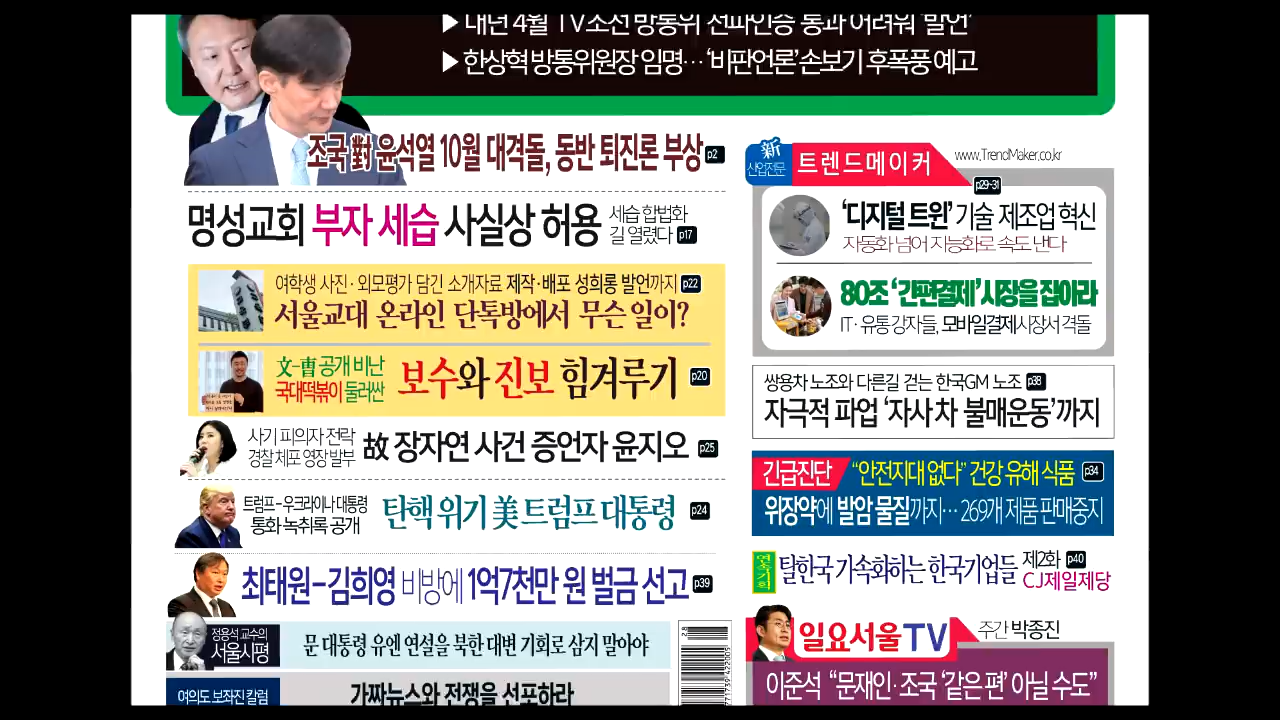 ▶ 내년 4월 TV조선 방통위 전파인증 통과 어려워 '발언'
▶ 한상혁 방통위원장 임명… '비판언론' 손보기 후폭풍 예고
조국 對 윤석열 10월 대격돌, 동반 퇴진론 부상 p2
명성교회 부자 세습 사실상 허용
세습 합법화
길 열렸다 p17
여학생 사진·외모평가 담긴 소개자료 제작·배포 성희롱 발언까지 p22
서울교대 온라인 단톡방에서 무슨 일이?
文-曺 공개 비난
국대떡볶이 둘러싼
보수와 진보 힘겨루기 p20
사기 피의자 전락
경찰 체포 영장 발부
故 장자연 사건 증언자 윤지오 p25
트럼프-우크라이나 대통령
통화 녹취록 공개
탄핵 위기 美 트럼프 대통령 p24
최태원-김희영 비방에 1억7천만 원 벌금 선고 p39
정용석 교수의
서울시평
문 대통령 유엔 연설을 북한 대변 기회로 삼지 말아야
여의도 보좌진 칼럼
가짜뉴스와 전쟁을 선포하라
新
산업전문
트렌드메이커
www.TrendMaker.co.kr
p29~31
'디지털 트윈' 기술 제조업 혁신
자동화 넘어 지능화로 속도 낸다
80조 '간편결제' 시장을 잡아라
IT·유통 강자들, 모바일결제시장서 격돌
쌍용차 노조와 다른길 걷는 한국GM 노조 p38
자극적 파업 '자사 차 불매운동'까지
긴급진단 "안전지대 없다" 건강 유해 식품 p34
위장약에 발암 물질까지… 269개 제품 판매중지
연속기획
탈한국 가속화하는 한국기업들
제2화 p40
CJ제일제당
일요서울TV
주간 박종진
이준석 "문재인·조국 '같은 편' 아닐 수도"